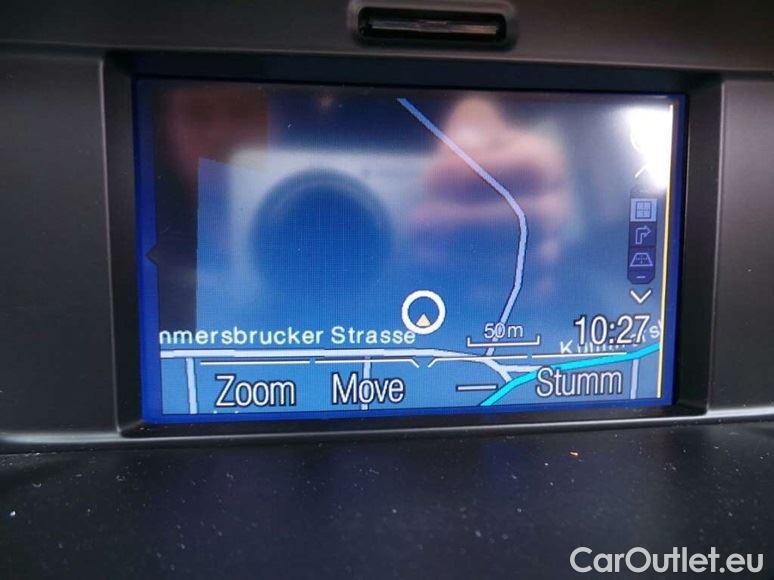 nmersbrucker Strasse
50m
10:27
Zoom Move — Stumm
CarOutlet.eu